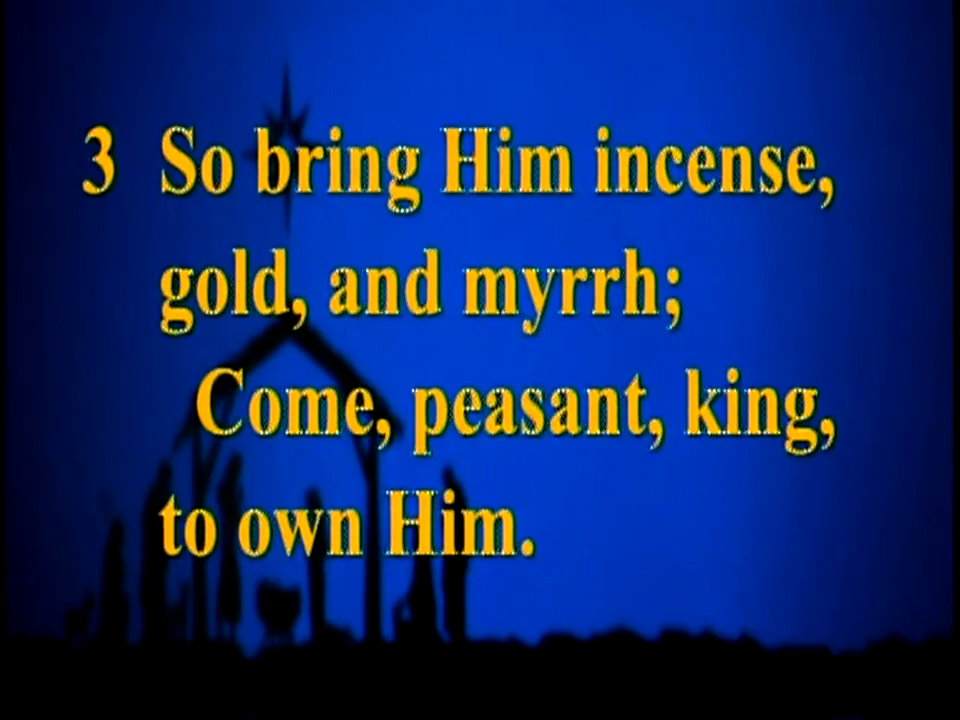 3 So bring Him incense,
gold, and myrrh;
Come, peasant, king,
to own Him.